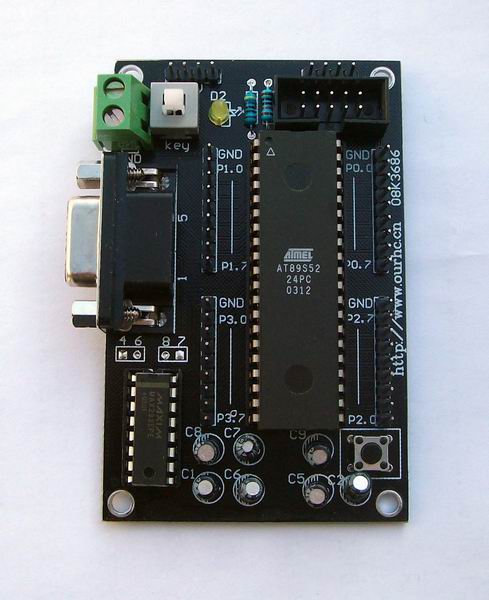 D2
key
GND
GND
P1.0
GND
P0.0
08K3686
5
1
ATMEL
AT89S52
24PC
0312
P1.7
P0.7
http://www.ourhc.cn
GND
P3.0
GND
P2.7
4 6 8 7
MAXIM
P3.7
P2.0
C8 C7 C9
C1 C6 C5 C2